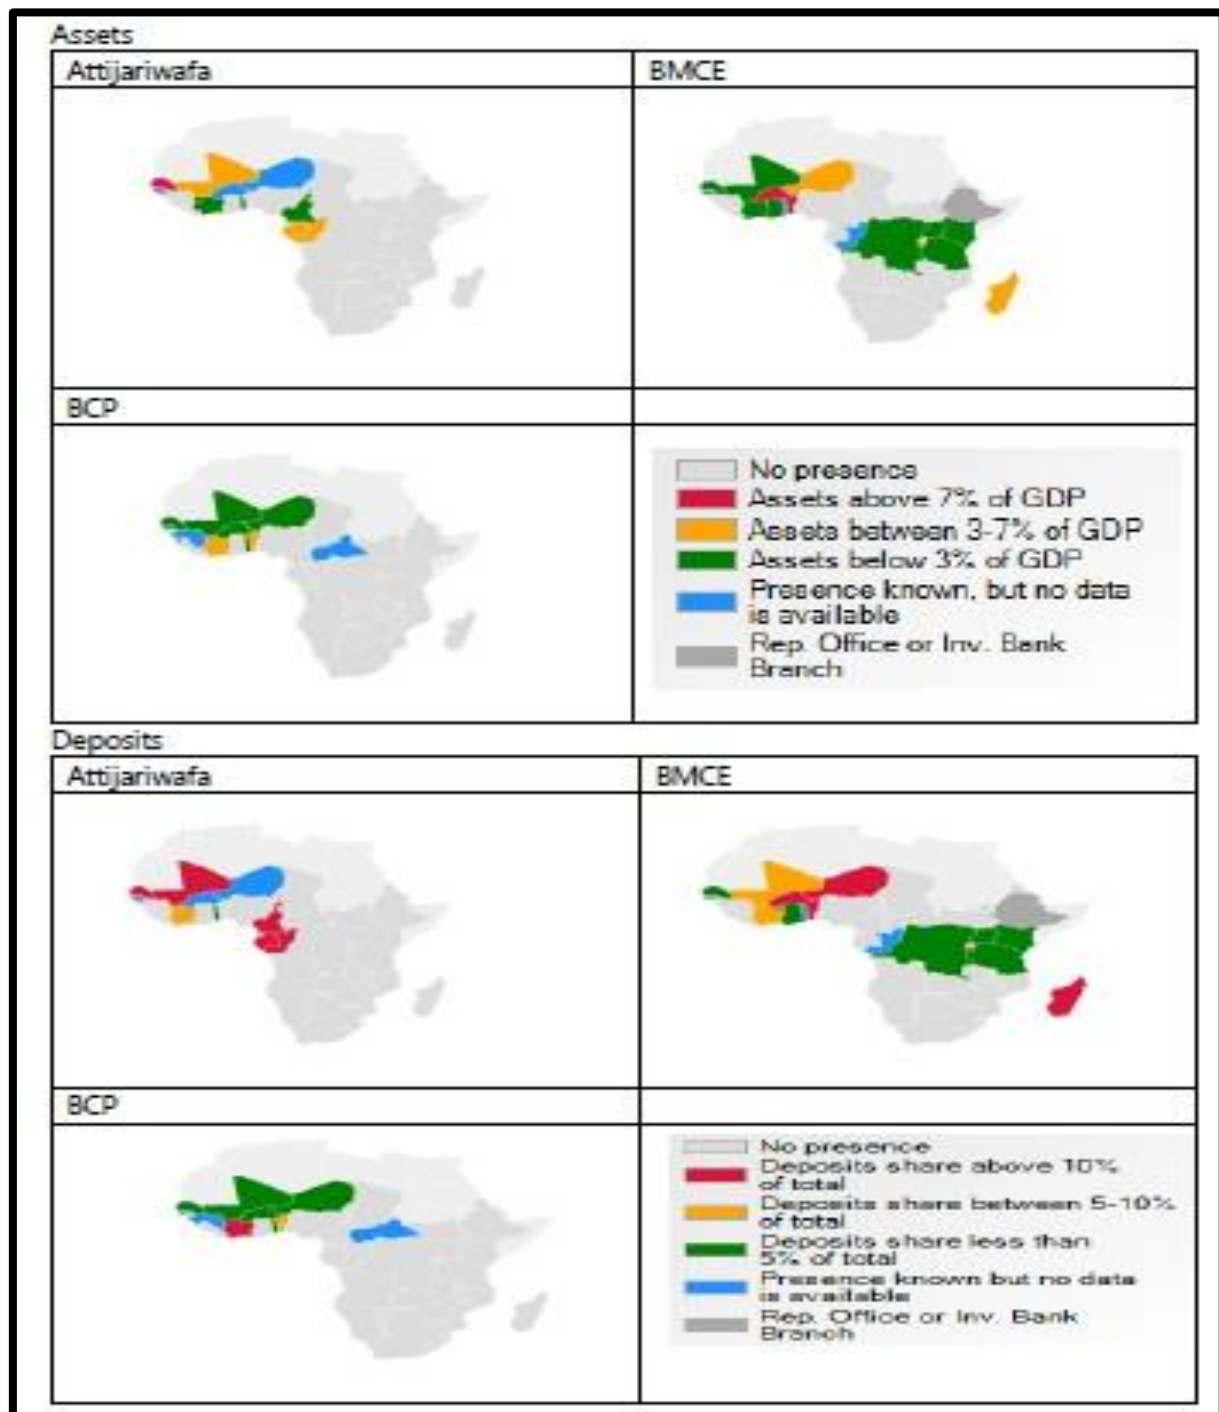 Assets
Attijariwafa
BMCE
BCP
No presence
Assets above 7% of GDP
Assets between 3-7% of GDP
Assets below 3% of GDP
Presence known, but no data
is available
Rep. Office or Inv. Bank
Branch
Deposits
Attijariwafa
BMCE
BCP
No presence
Deposits share above 10%
of total
Deposits share between 5-10%
of total
Deposits share less than
5% of total
Presence known but no data
is available
Rep. Office or Inv. Bank
Branch